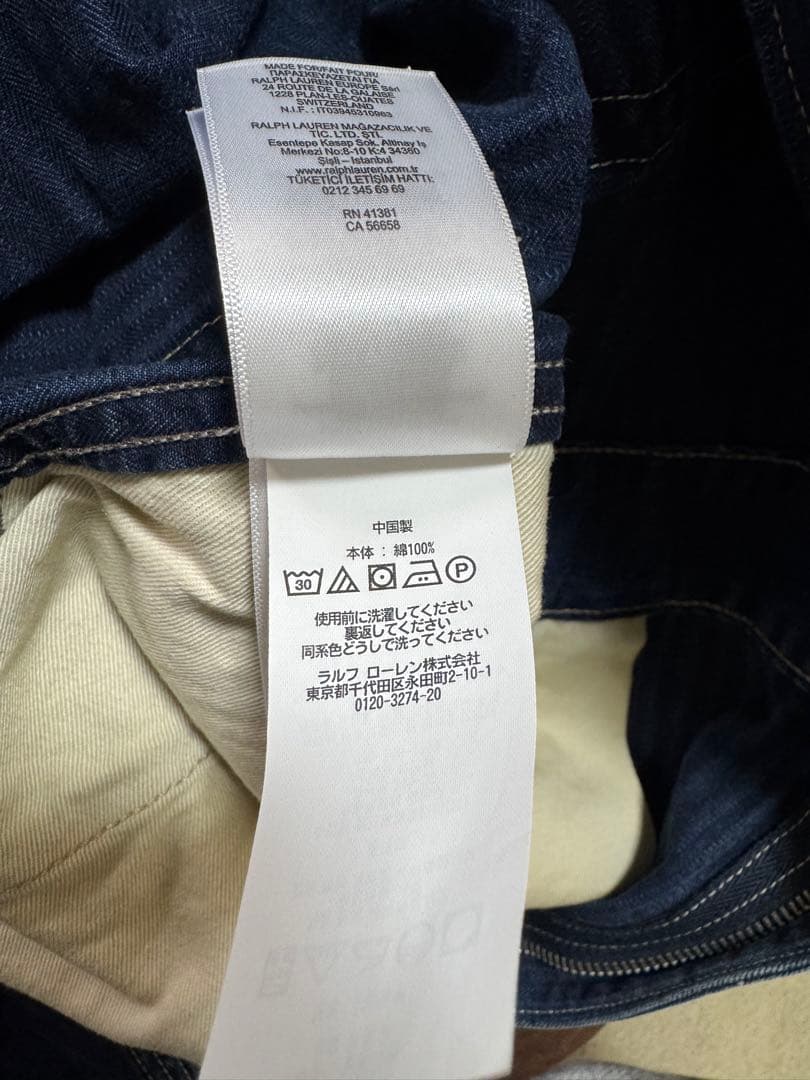 MADE FOR/FAIT POUR/
ΠΑΡΑΣΚΕΥΑΖΕΤΑΙ ΓΙΑ
RALPH LAUREN EUROPE Sàrl
24 ROUTE DE LA GALAISE
1228 PLAN-LES-OUATES
SWITZERLAND
N.I.F.: IT03945310963
RALPH LAUREN MAĞAZACILIK VE
TİC. LTD. ŞTİ.
Esentepe Kasap Sok. Altınay İş
Merkezi No:8-10 K:4 34360
Şişli – Istanbul
www.ralphlauren.com.tr
TÜKETİCİ İLETİŞİM HATTI:
0212 345 69 69
RN 41381
CA 56658
中国製
本体 : 綿100%
30 P
使用前に洗濯してください
裏返してください
同系色どうしで洗ってください
ラルフ ローレン株式会社
東京都千代田区永田町2-10-1
0120-3274-20